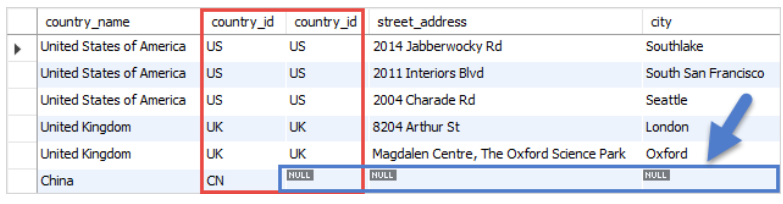 country_name country_id country_id street_address city
United States of America US US 2014 Jabberwocky Rd Southlake
United States of America US US 2011 Interiors Blvd South San Francisco
United States of America US US 2004 Charade Rd Seattle
United Kingdom UK UK 8204 Arthur St London
United Kingdom UK UK Magdalen Centre, The Oxford Science Park Oxford
China CN NULL NULL NULL